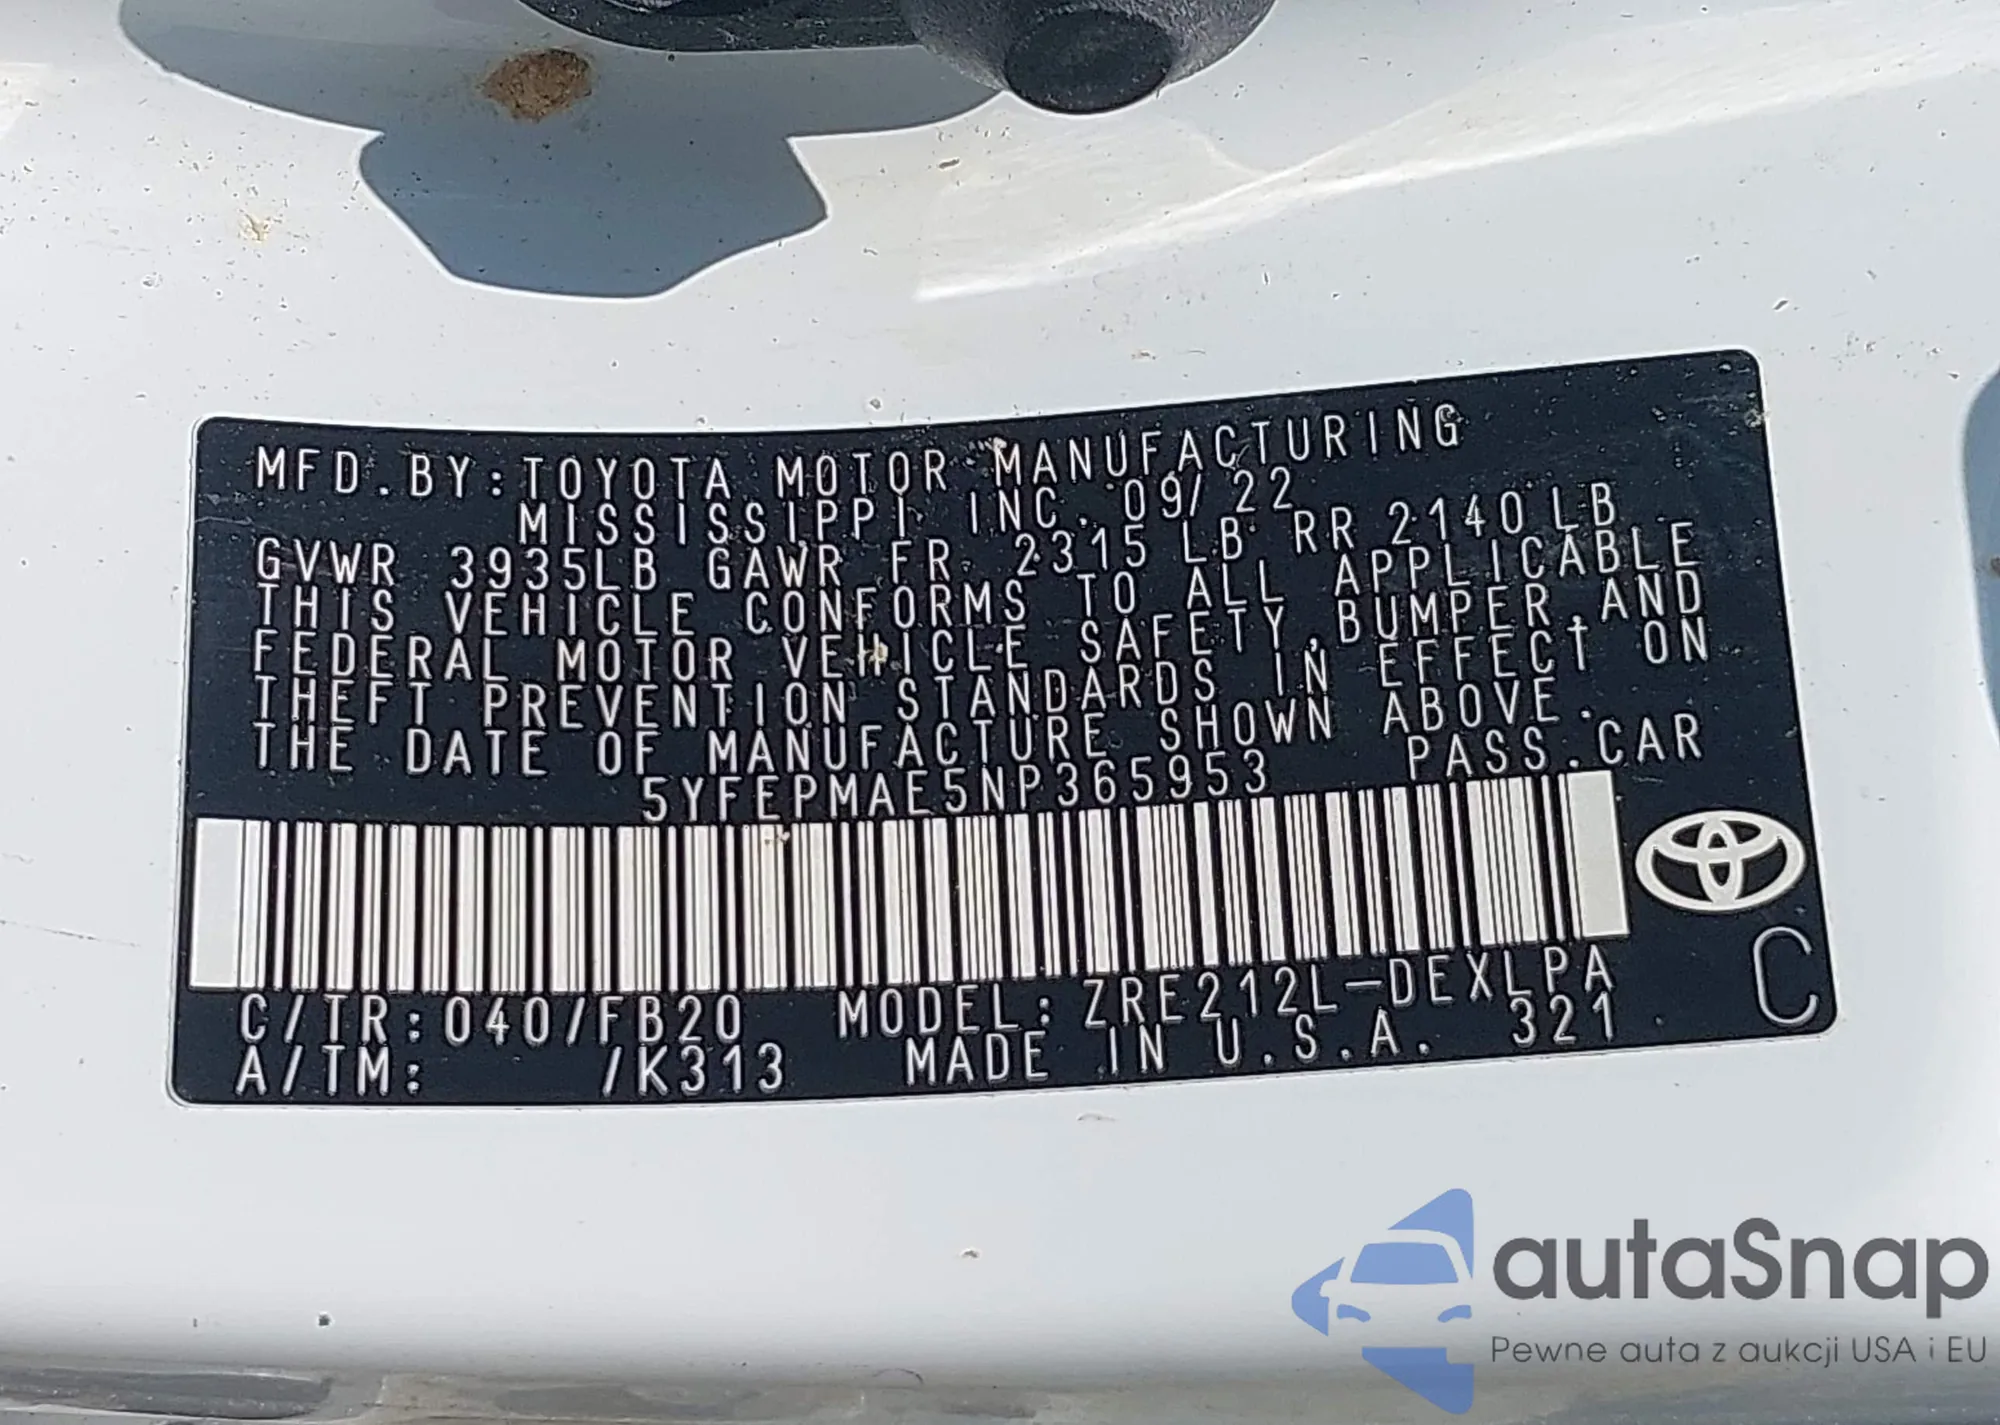 MFD.BY:TOYOTA MOTOR MANUFACTURING
MISSISSIPPI, INC. 09/22
GVWR 3935LB GAWR FR 2315 LB RR 2140LB
THIS VEHICLE CONFORMS TO ALL APPLICABLE
FEDERAL MOTOR VEHICLE SAFETY,BUMPER,AND
THEFT PREVENTION STANDARDS IN EFFECT ON
THE DATE OF MANUFACTURE SHOWN ABOVE.
5YFEPMAE5NP365953 PASS.CAR
C/TR:040/FB20 MODEL:ZRE212L-DEXLPA
A/TM: /K313 MADE IN U.S.A. 321
C
autaSnap
Pewne auta z aukcji USA i EU